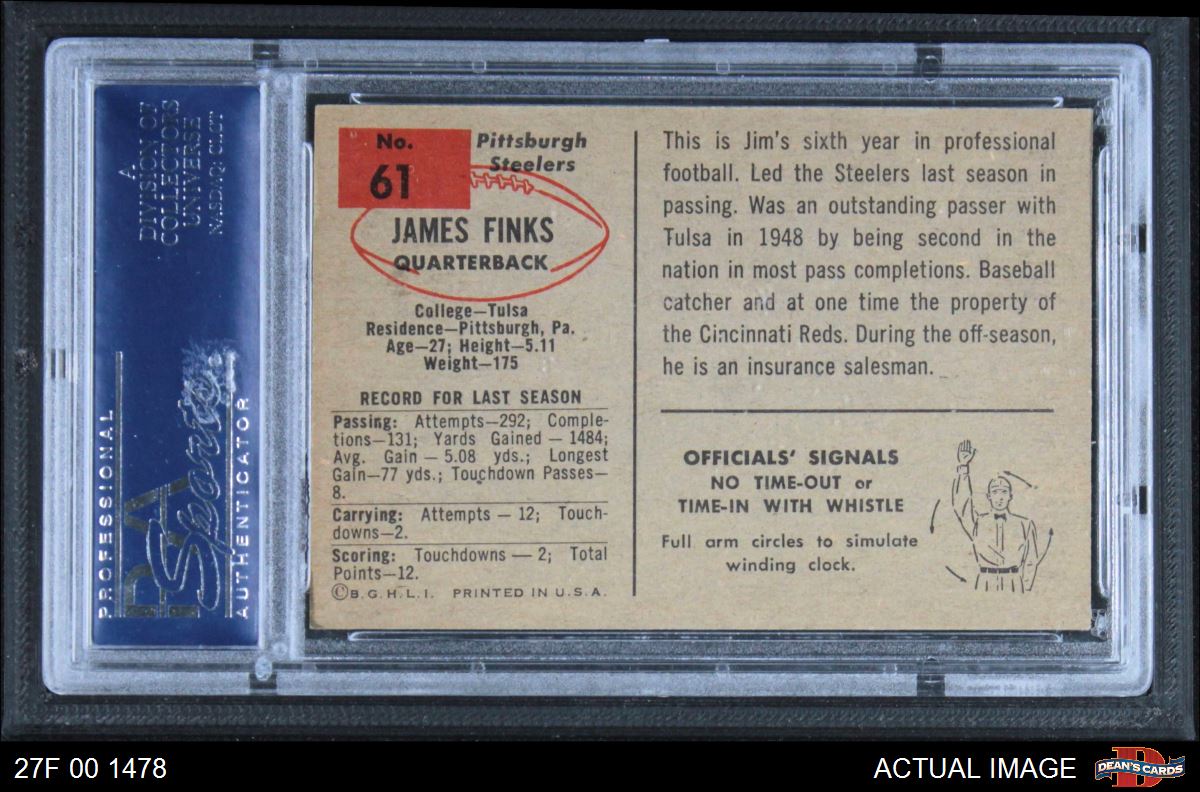 A
DIVISION OF
COLLECTORS
UNIVERSE
NASDAQ: CLCT
PROFESSIONAL
PSA
Sports
AUTHENTICATOR
No.
61
Pittsburgh
Steelers
JAMES FINKS
QUARTERBACK
College—Tulsa
Residence—Pittsburgh, Pa.
Age—27; Height—5.11
Weight—175
RECORD FOR LAST SEASON
Passing: Attempts—292; Comple-
tions—131; Yards Gained — 1484;
Avg. Gain — 5.08 yds.; Longest
Gain—77 yds.; Touchdown Passes—
8.
Carrying: Attempts — 12; Touch-
downs—2.
Scoring: Touchdowns — 2; Total
Points—12.
©B.G.H.L.I. PRINTED IN U.S.A.
This is Jim's sixth year in professional
football. Led the Steelers last season in
passing. Was an outstanding passer with
Tulsa in 1948 by being second in the
nation in most pass completions. Baseball
catcher and at one time the property of
the Cincinnati Reds. During the off-season,
he is an insurance salesman.
OFFICIALS' SIGNALS
NO TIME-OUT or
TIME-IN WITH WHISTLE
Full arm circles to simulate
winding clock.
27F 00 1478
ACTUAL IMAGE
D
DEAN'S CARDS